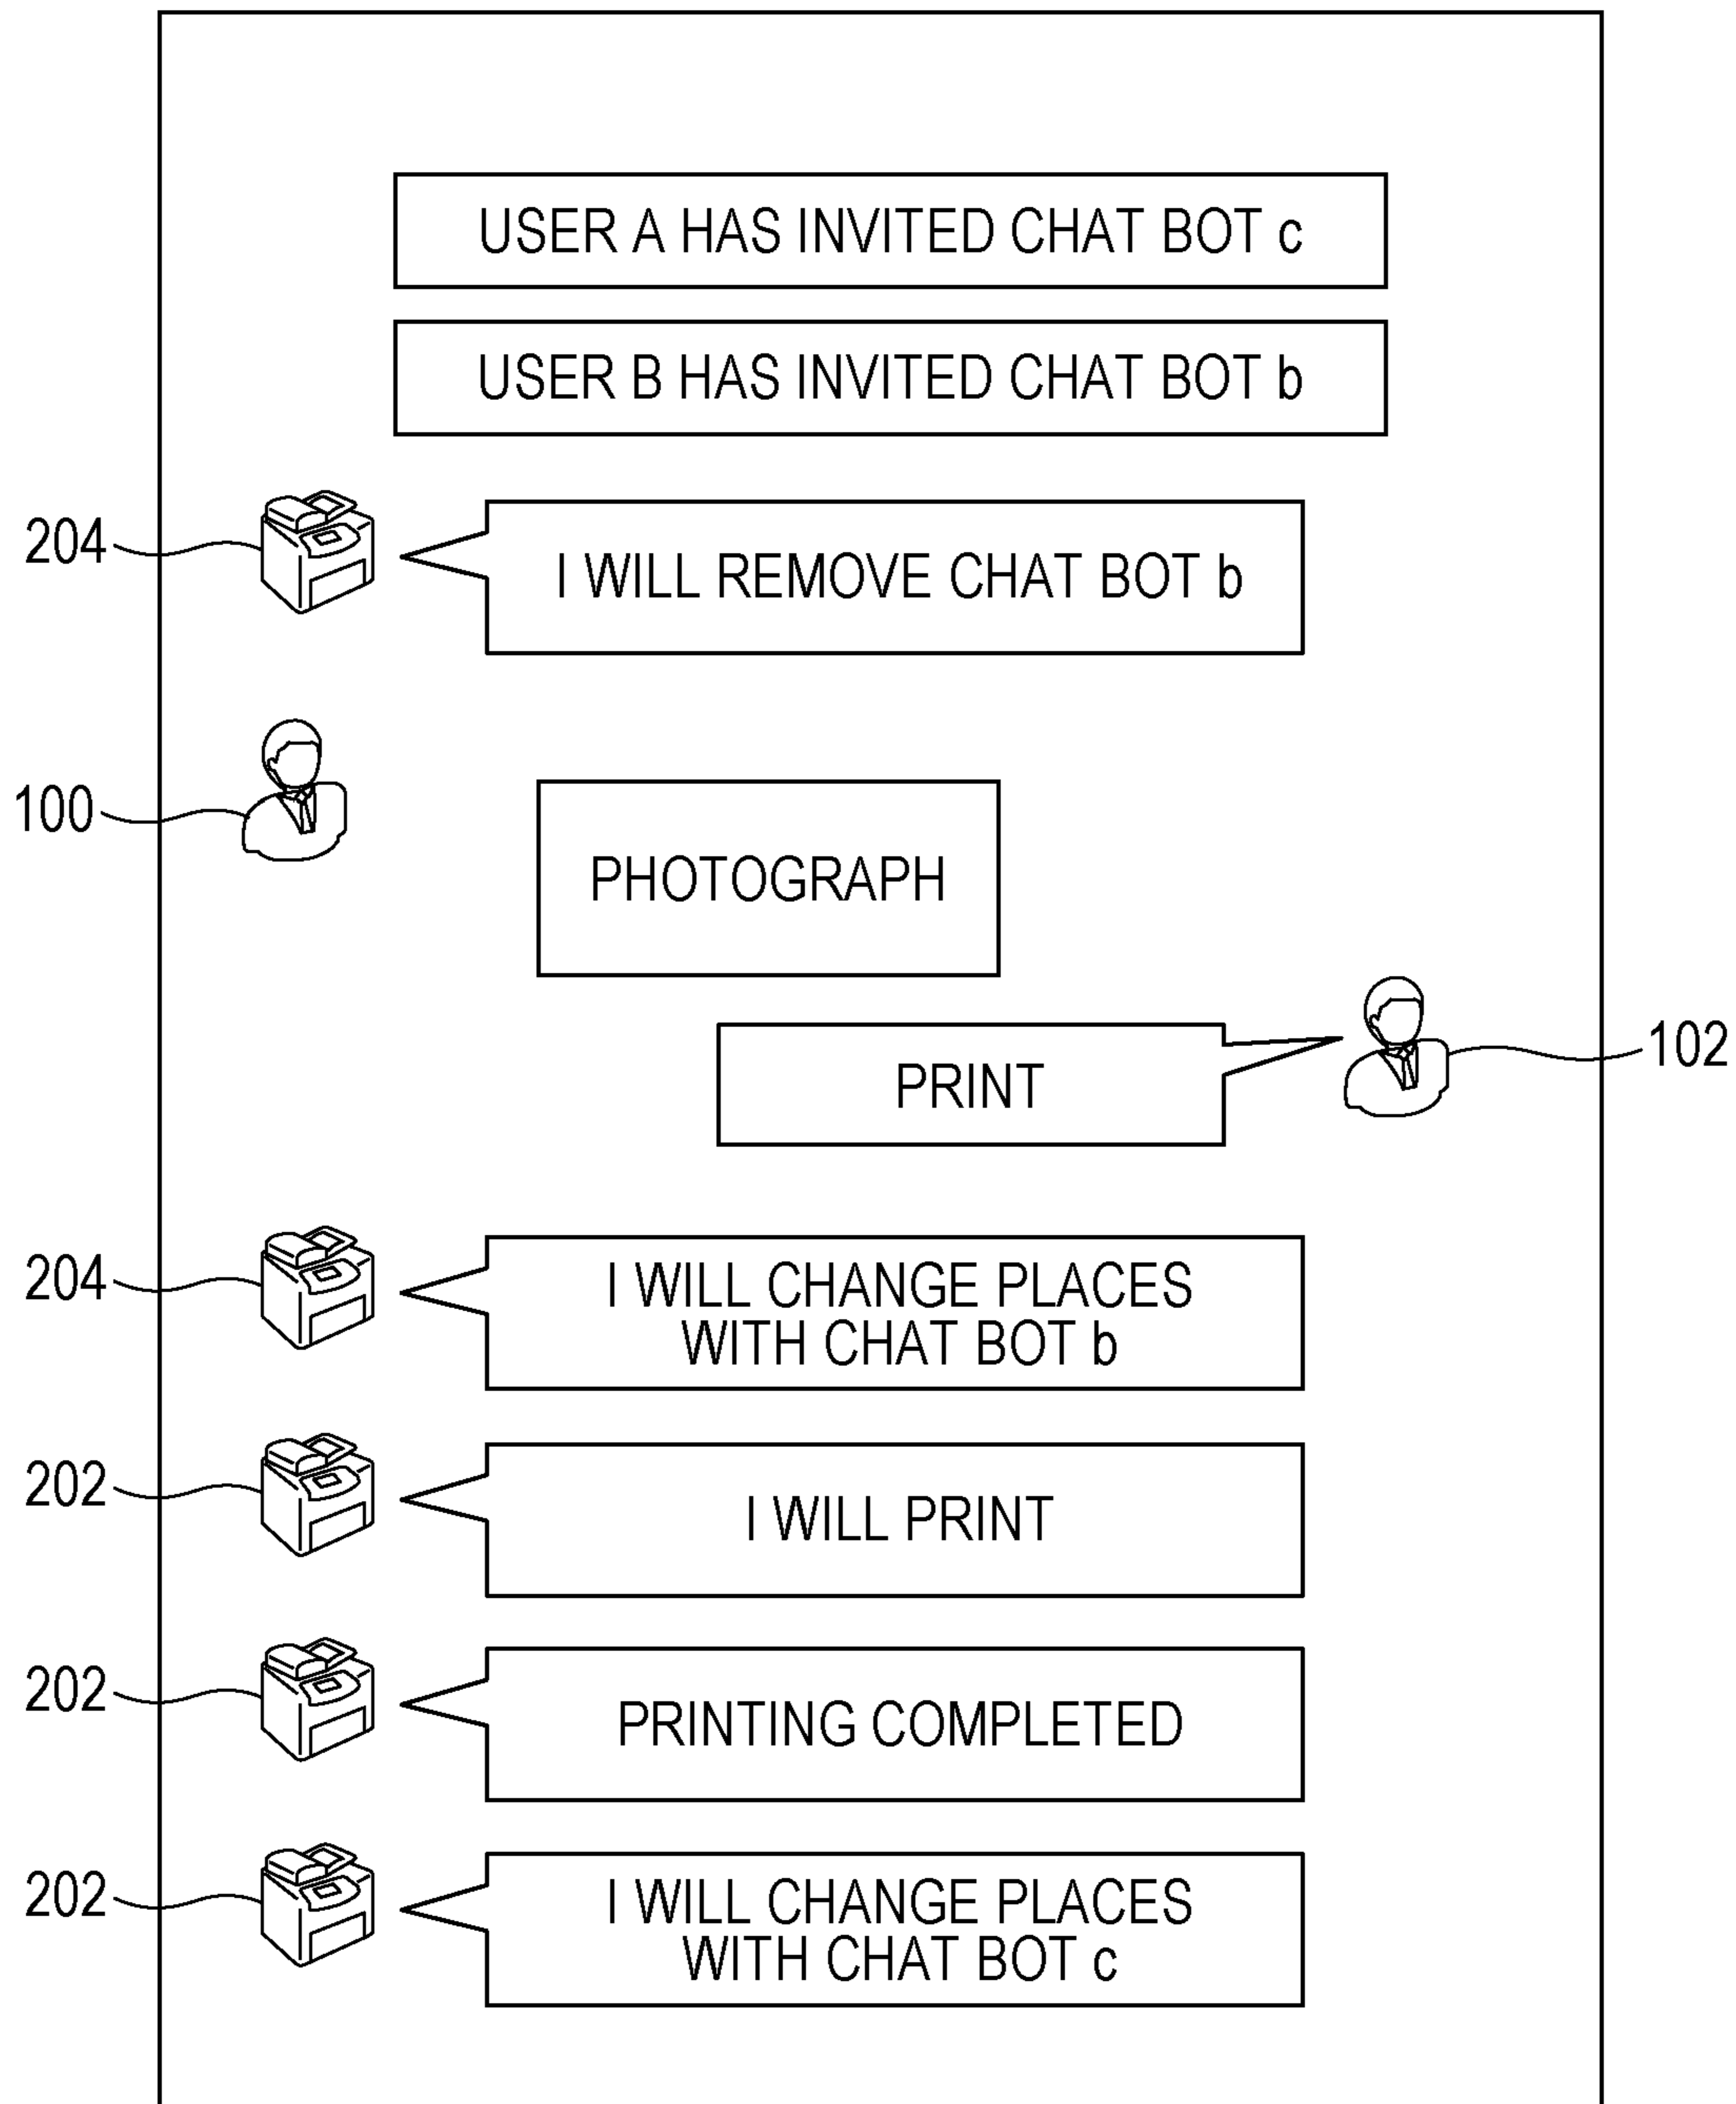 USER A HAS INVITED CHAT BOT c
USER B HAS INVITED CHAT BOT b
204
I WILL REMOVE CHAT BOT b
100
PHOTOGRAPH
102
PRINT
204
I WILL CHANGE PLACES
WITH CHAT BOT b
202
I WILL PRINT
202
PRINTING COMPLETED
202
I WILL CHANGE PLACES
WITH CHAT BOT c